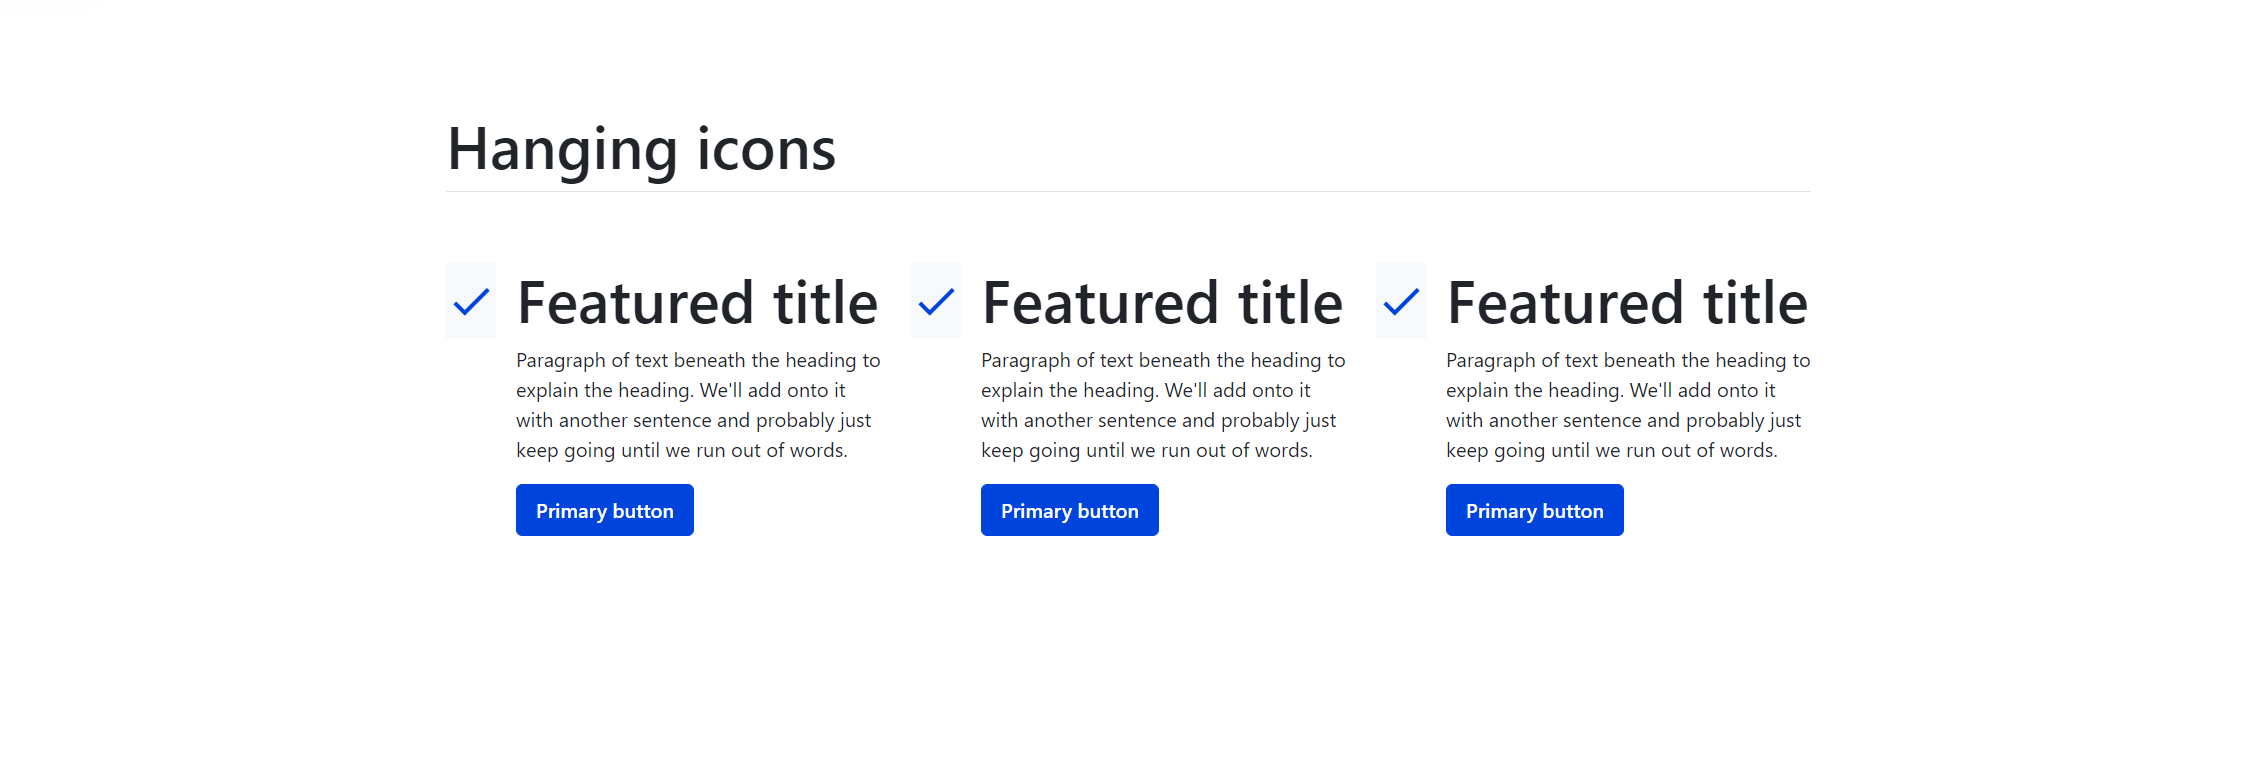 Hanging icons
Featured title
Paragraph of text beneath the heading to
explain the heading. We'll add onto it
with another sentence and probably just
keep going until we run out of words.
Primary button
Featured title
Paragraph of text beneath the heading to
explain the heading. We'll add onto it
with another sentence and probably just
keep going until we run out of words.
Primary button
Featured title
Paragraph of text beneath the heading to
explain the heading. We'll add onto it
with another sentence and probably just
keep going until we run out of words.
Primary button